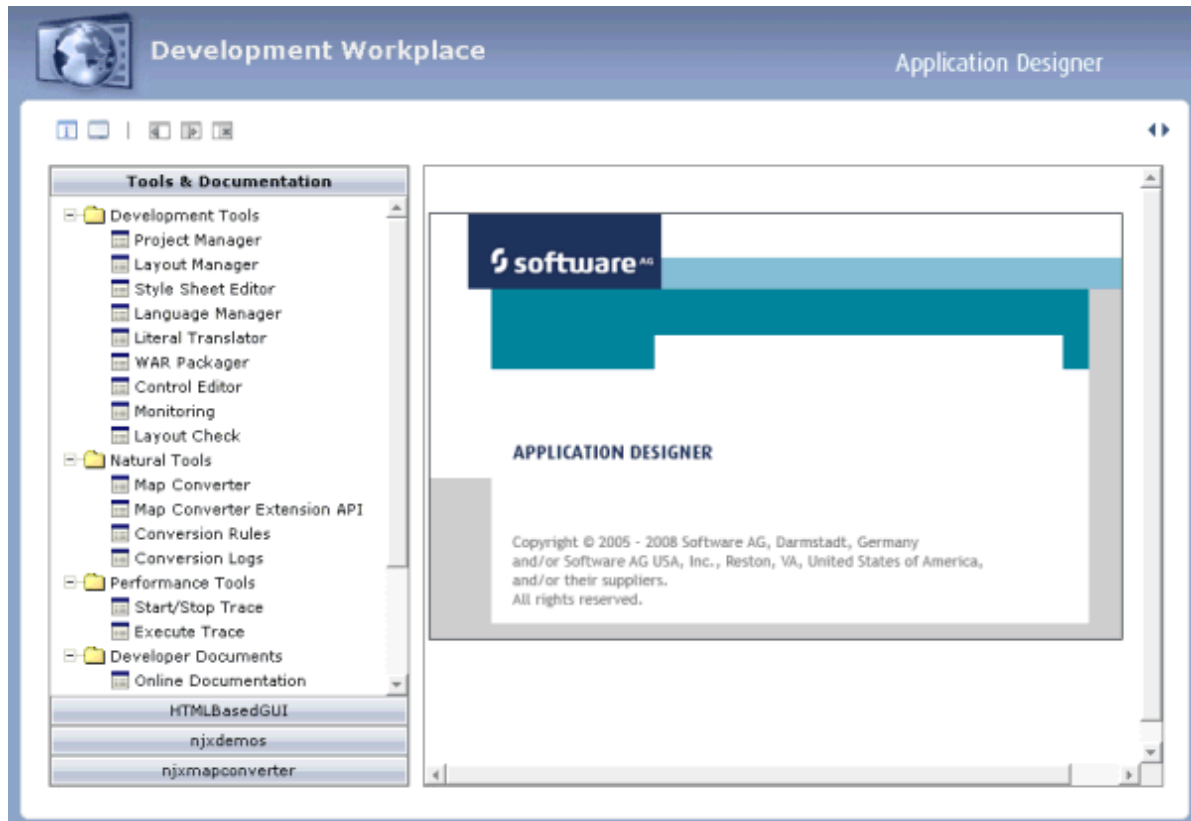 Development Workplace
Application Designer
Tools & Documentation
Development Tools
Project Manager
Layout Manager
Style Sheet Editor
Language Manager
Literal Translator
WAR Packager
Control Editor
Monitoring
Layout Check
Natural Tools
Map Converter
Map Converter Extension API
Conversion Rules
Conversion Logs
Performance Tools
Start/Stop Trace
Execute Trace
Developer Documents
Online Documentation
HTMLBasedGUI
njxdemos
njxmapconverter
software AG
APPLICATION DESIGNER
Copyright © 2005 - 2008 Software AG, Darmstadt, Germany
and/or Software AG USA, Inc., Reston, VA, United States of America,
and/or their suppliers.
All rights reserved.